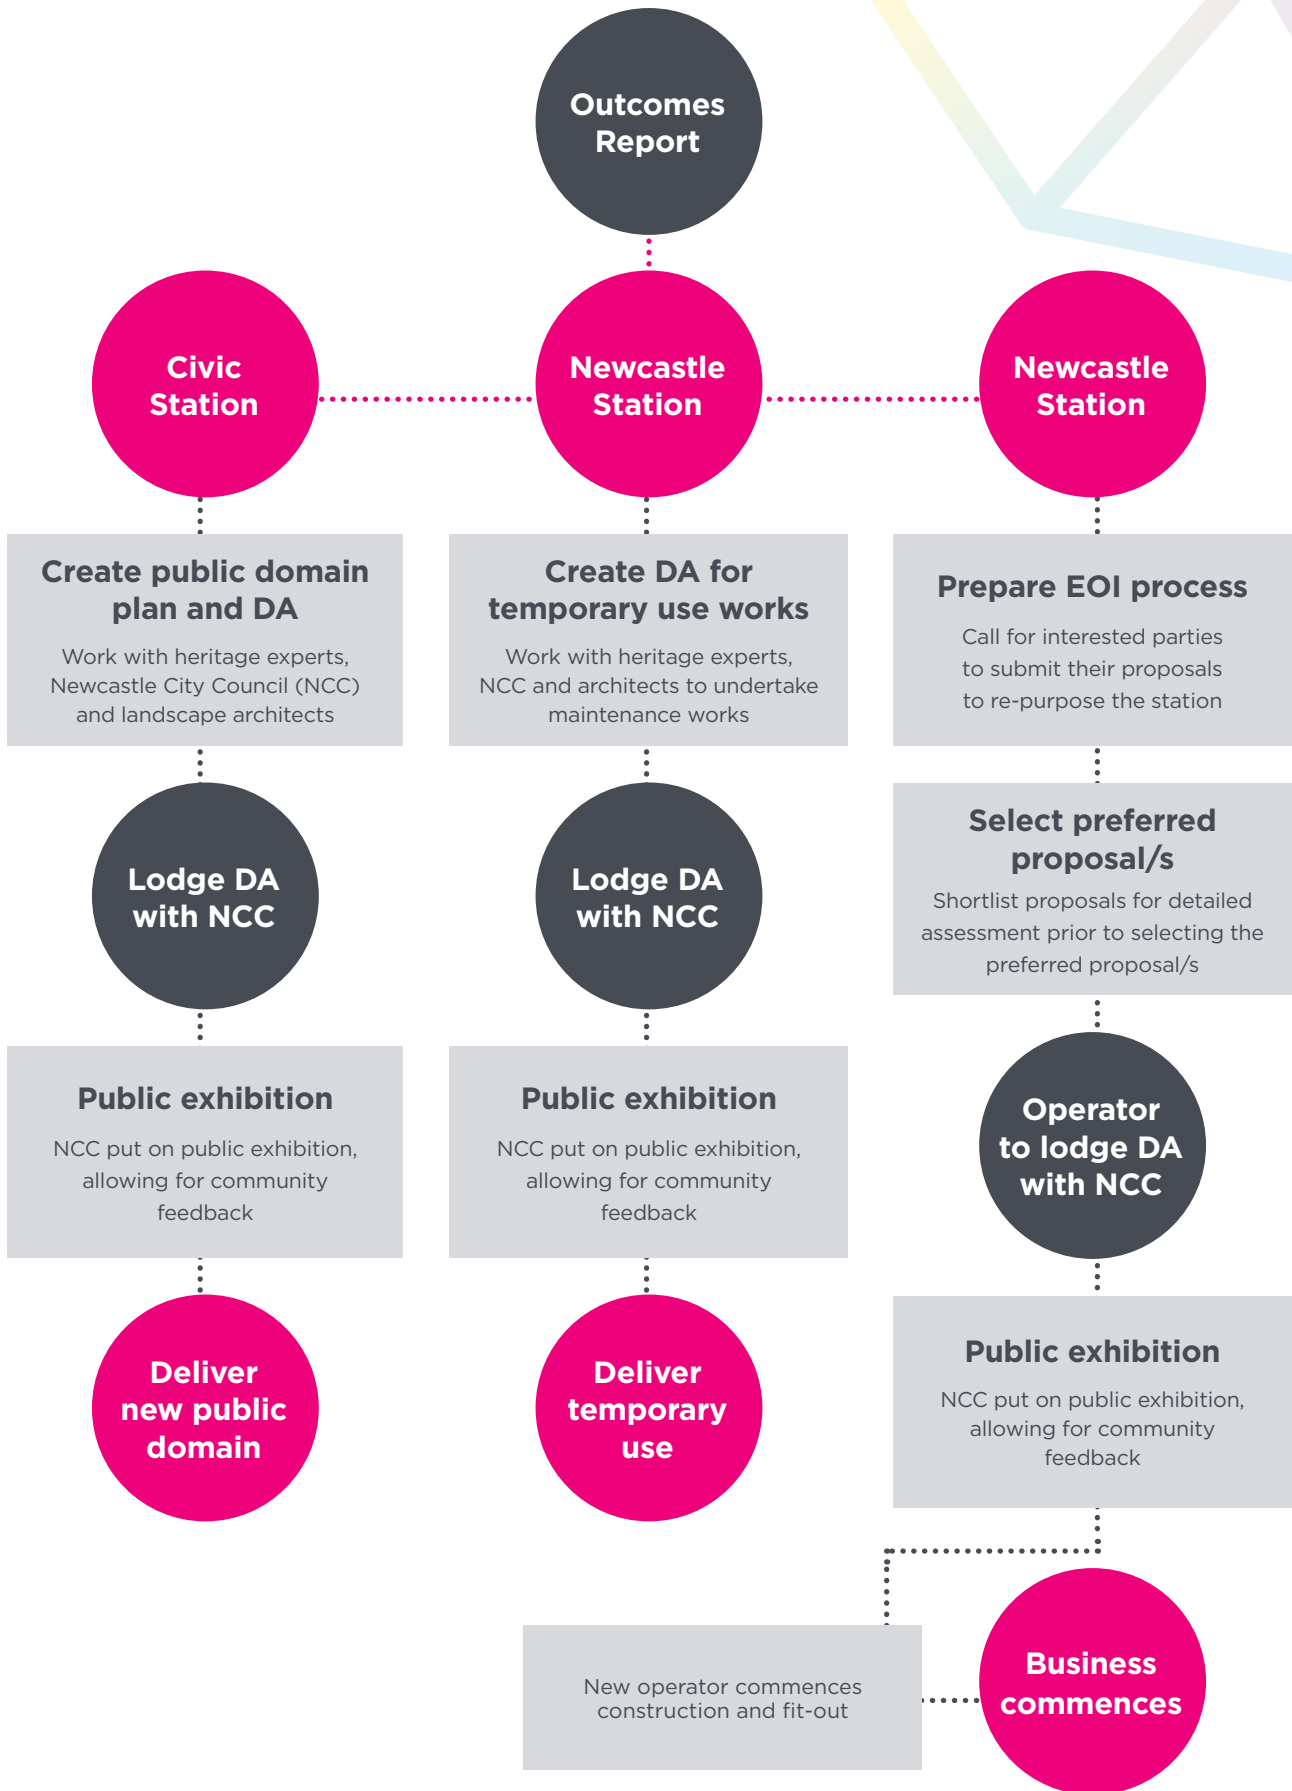 Outcomes
Report
Civic
Station
Newcastle
Station
Newcastle
Station
Create public domain
plan and DA
Work with heritage experts,
Newcastle City Council (NCC)
and landscape architects
Create DA for
temporary use works
Work with heritage experts,
NCC and architects to undertake
maintenance works
Prepare EOI process
Call for interested parties
to submit their proposals
to re-purpose the station
Lodge DA
with NCC
Lodge DA
with NCC
Select preferred
proposal/s
Shortlist proposals for detailed
assessment prior to selecting the
preferred proposal/s
Public exhibition
NCC put on public exhibition,
allowing for community
feedback
Public exhibition
NCC put on public exhibition,
allowing for community
feedback
Operator
to lodge DA
with NCC
Deliver
new public
domain
Deliver
temporary
use
Public exhibition
NCC put on public exhibition,
allowing for community
feedback
New operator commences
construction and fit-out
Business
commences